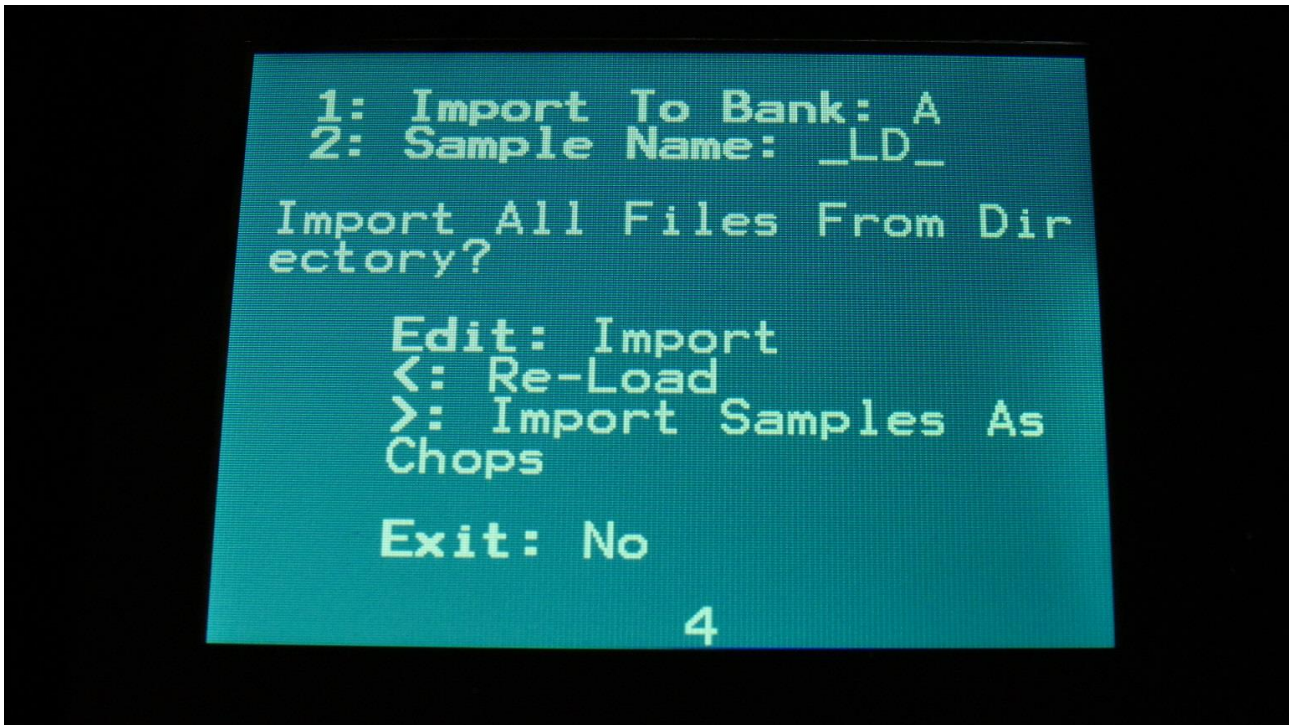 1: Import To Bank: A
2: Sample Name: _LD_
Import All Files From Dir
ectory?
Edit: Import
<: Re-Load
>: Import Samples As
Chops
Exit: No
4